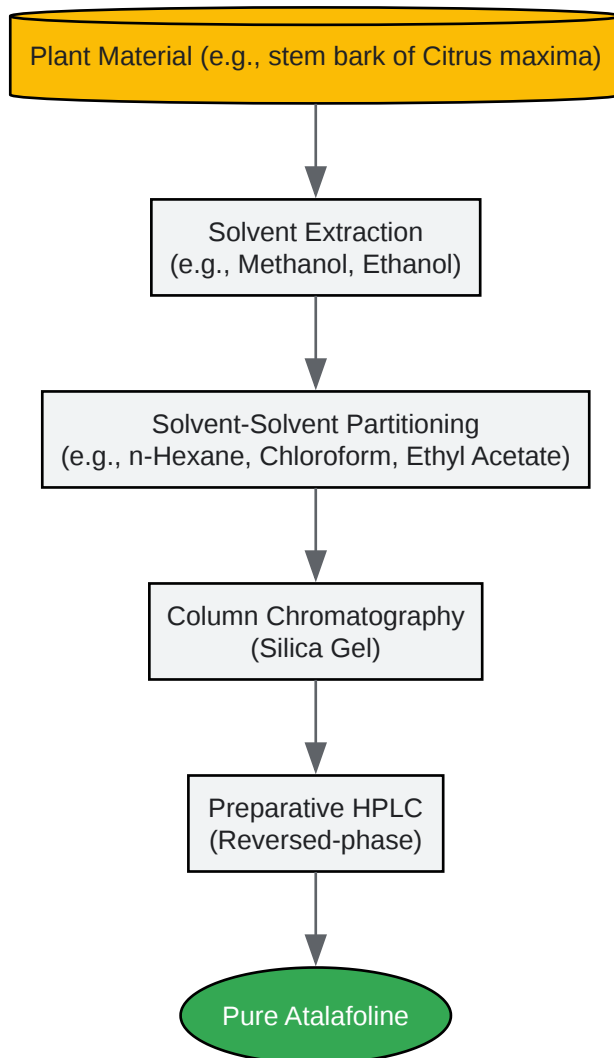 Plant Material (e.g., stem bark of Citrus maxima)
Solvent Extraction
(e.g., Methanol, Ethanol)
Solvent-Solvent Partitioning
(e.g., n-Hexane, Chloroform, Ethyl Acetate)
Column Chromatography
(Silica Gel)
Preparative HPLC
(Reversed-phase)
Pure Atalafoline